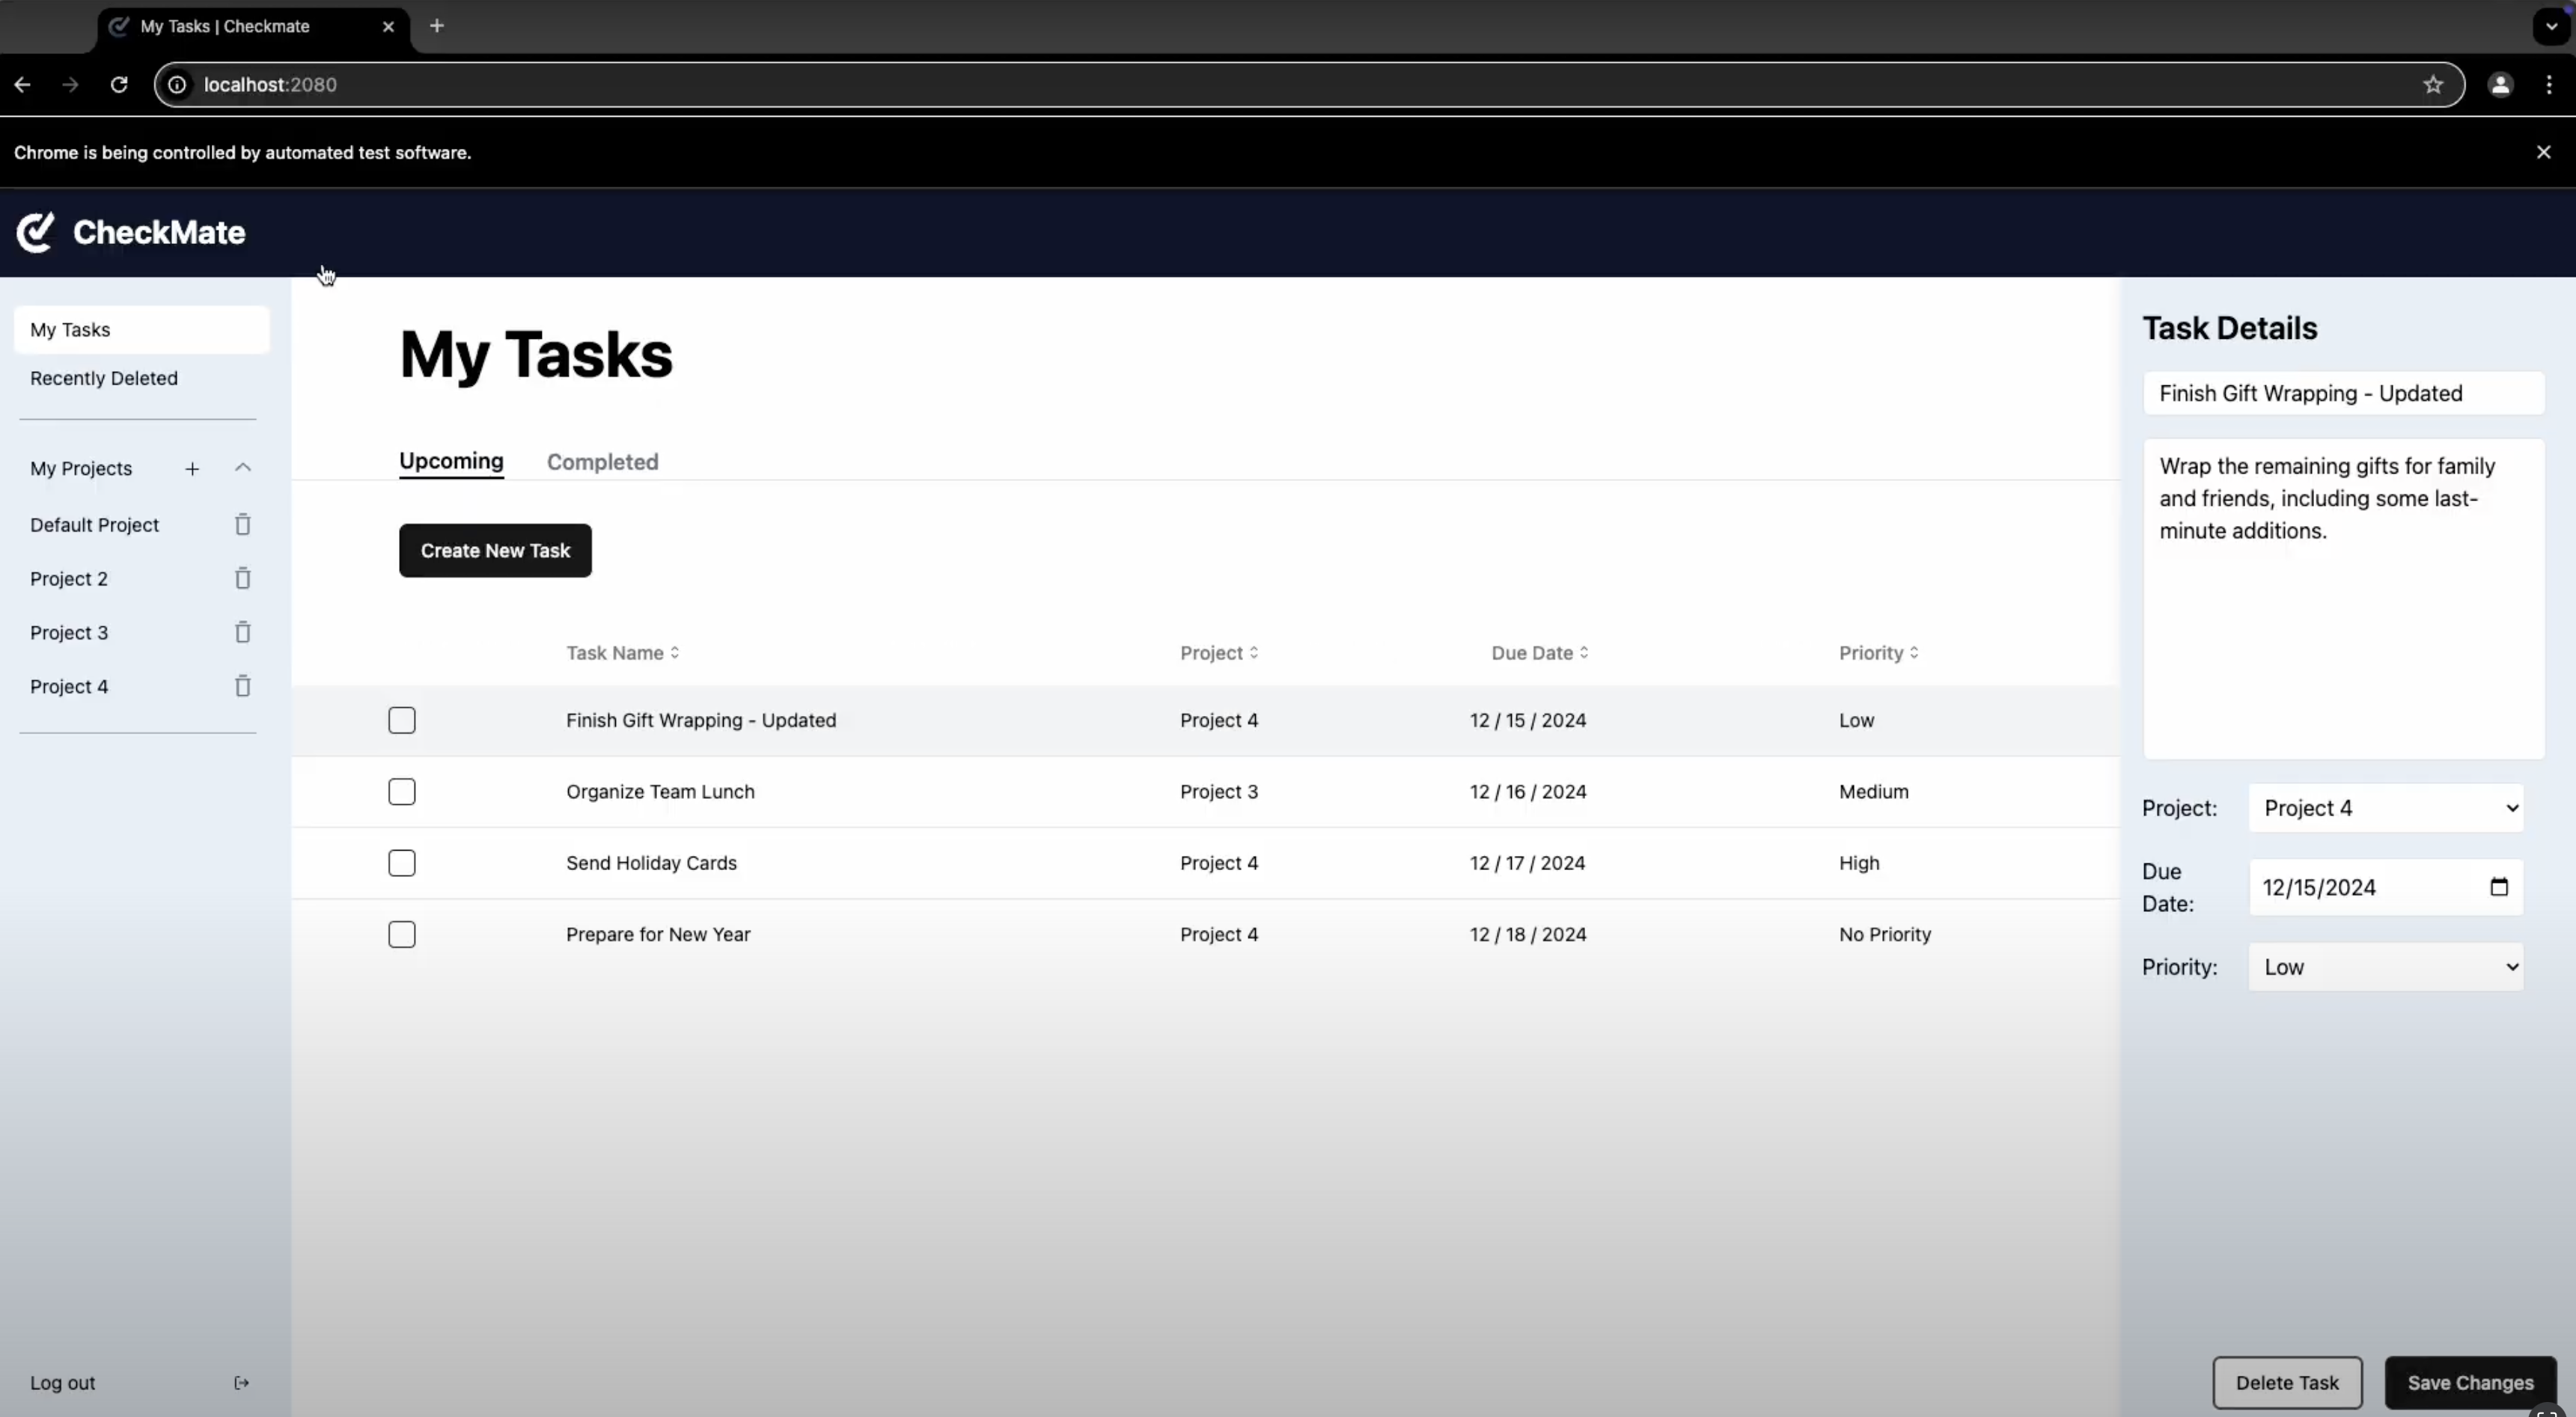 My Tasks | Checkmate
localhost:2080
Chrome is being controlled by automated test software.
CheckMate
My Tasks
Recently Deleted
My Projects
Default Project
Project 2
Project 3
Project 4
Log out
My Tasks
Upcoming Completed
Create New Task
Task Name Project Due Date Priority
Finish Gift Wrapping - Updated Project 4 12 / 15 / 2024 Low
Organize Team Lunch Project 3 12 / 16 / 2024 Medium
Send Holiday Cards Project 4 12 / 17 / 2024 High
Prepare for New Year Project 4 12 / 18 / 2024 No Priority
Task Details
Finish Gift Wrapping - Updated
Wrap the remaining gifts for family
and friends, including some last-
minute additions.
Project: Project 4
Due
Date: 12/15/2024
Priority: Low
Delete Task Save Changes